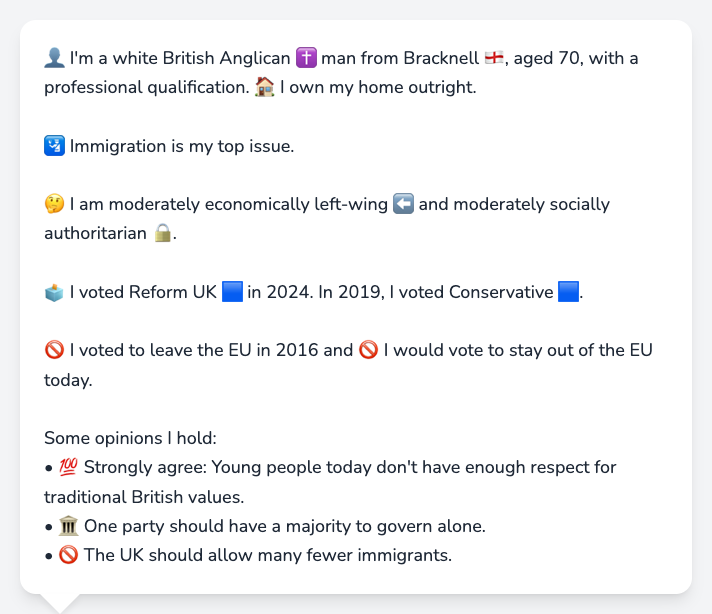 👤 I'm a white British Anglican ✝️ man from Bracknell 🏴󠁧󠁢󠁥󠁮󠁧󠁿, aged 70, with a
professional qualification. 🏠 I own my home outright.
🛂 Immigration is my top issue.
🤔 I am moderately economically left-wing ⬅️ and moderately socially
authoritarian 🔒.
🗳️ I voted Reform UK 🟦 in 2024. In 2019, I voted Conservative 🟦.
🚫 I voted to leave the EU in 2016 and 🚫 I would vote to stay out of the EU
today.
Some opinions I hold:
• 💯 Strongly agree: Young people today don't have enough respect for
traditional British values.
• 🏛️ One party should have a majority to govern alone.
• 🚫 The UK should allow many fewer immigrants.